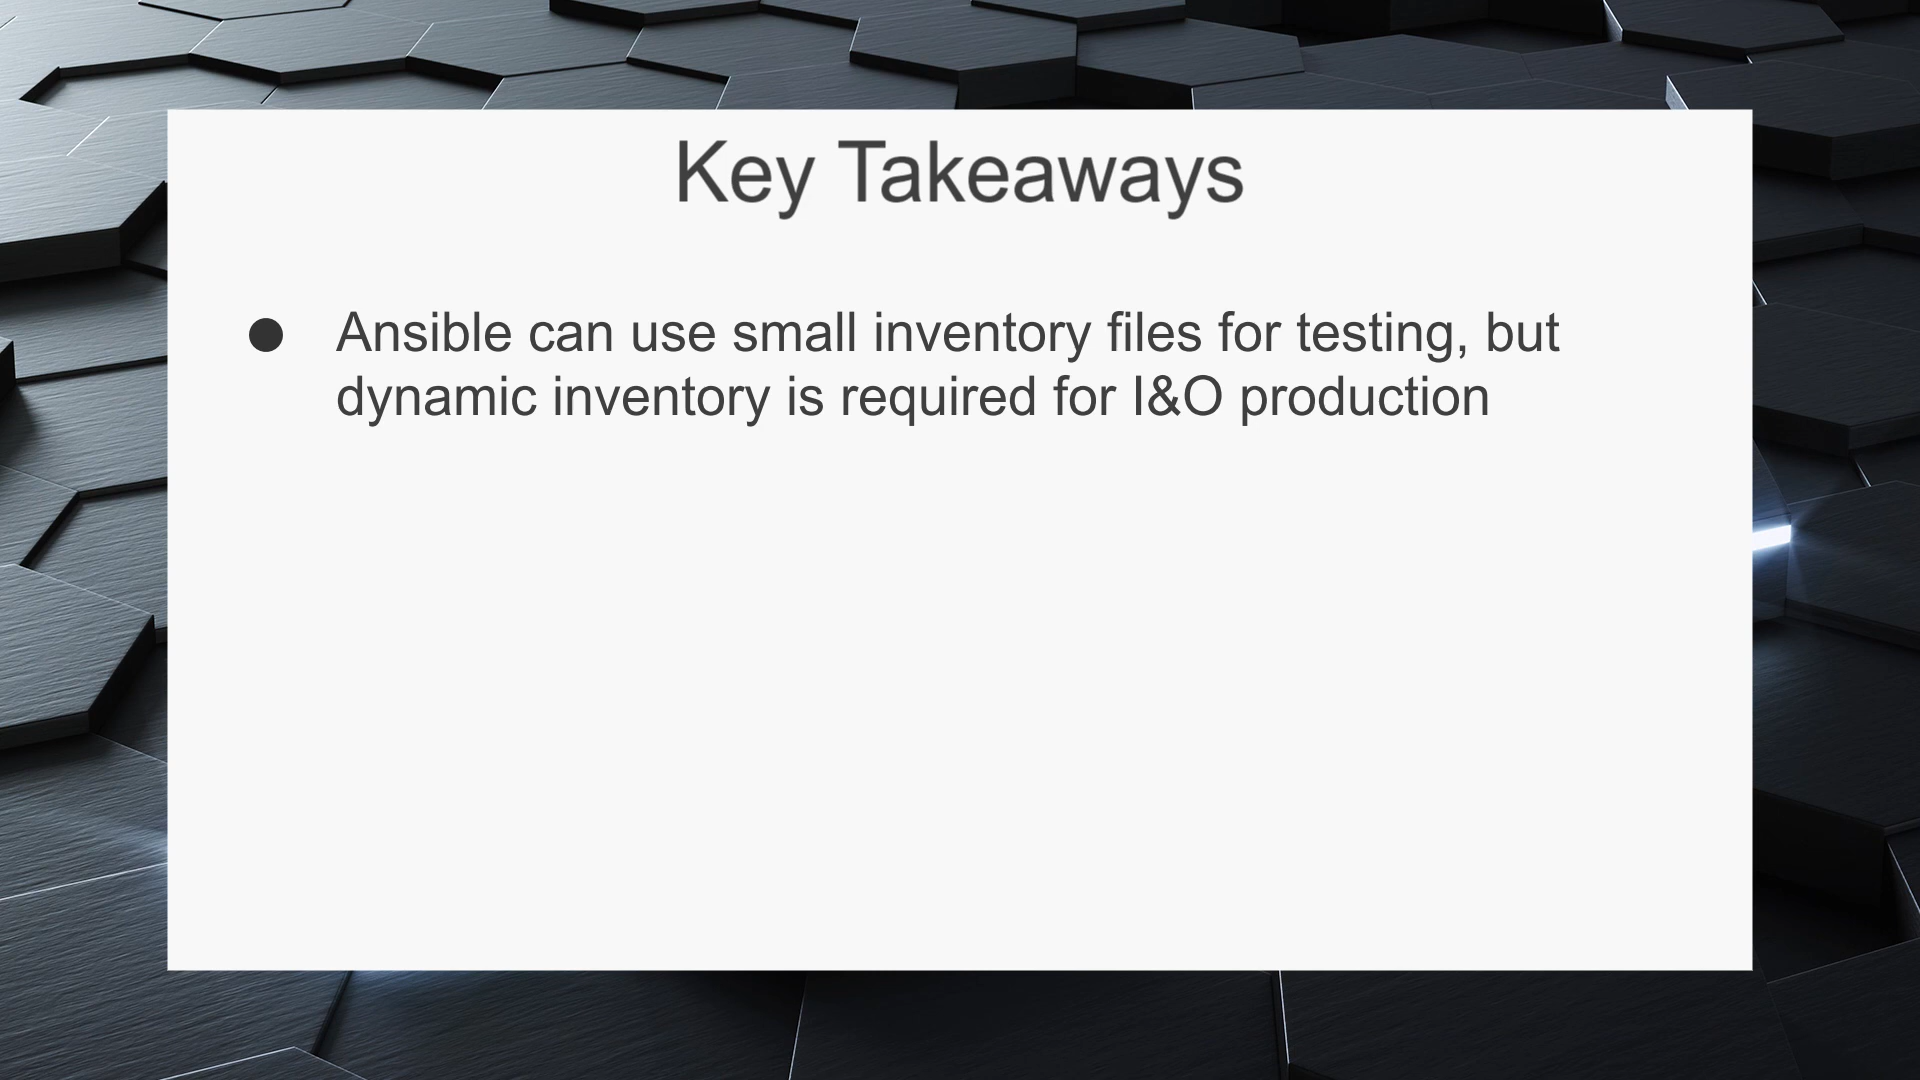 Key Takeaways
● Ansible can use small inventory files for testing, but
dynamic inventory is required for I&O production